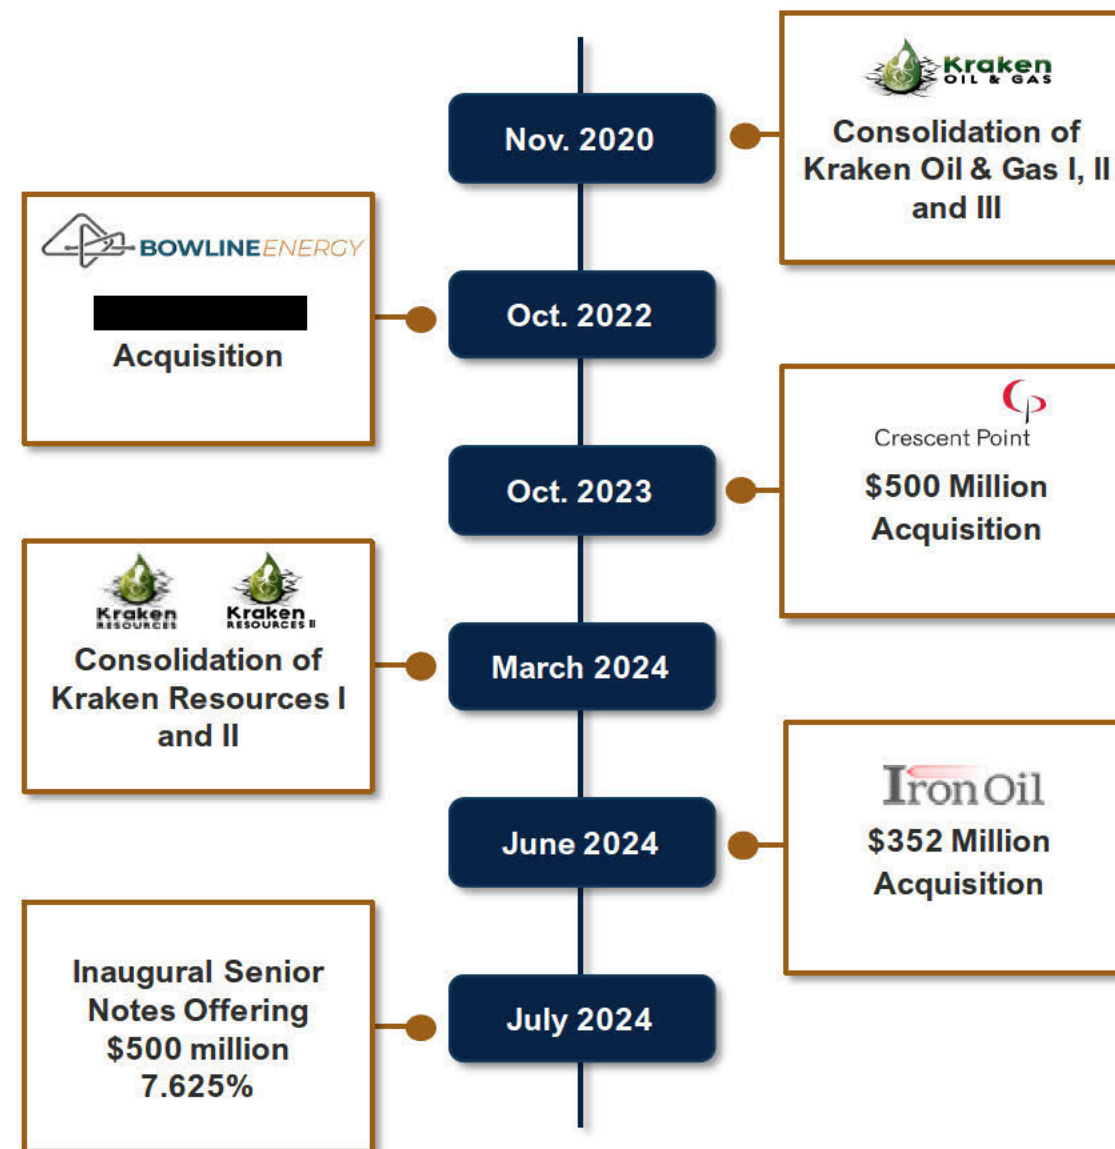 Kraken
OIL & GAS
Consolidation of
Kraken Oil & Gas I, II
and III
Nov. 2020
BOWLINEENERGY
Acquisition
Oct. 2022
Crescent Point
$500 Million
Acquisition
Oct. 2023
Kraken
RESOURCES
Kraken
RESOURCES II
Consolidation of
Kraken Resources I
and II
March 2024
Iron Oil
$352 Million
Acquisition
June 2024
Inaugural Senior
Notes Offering
$500 million
7.625%
July 2024